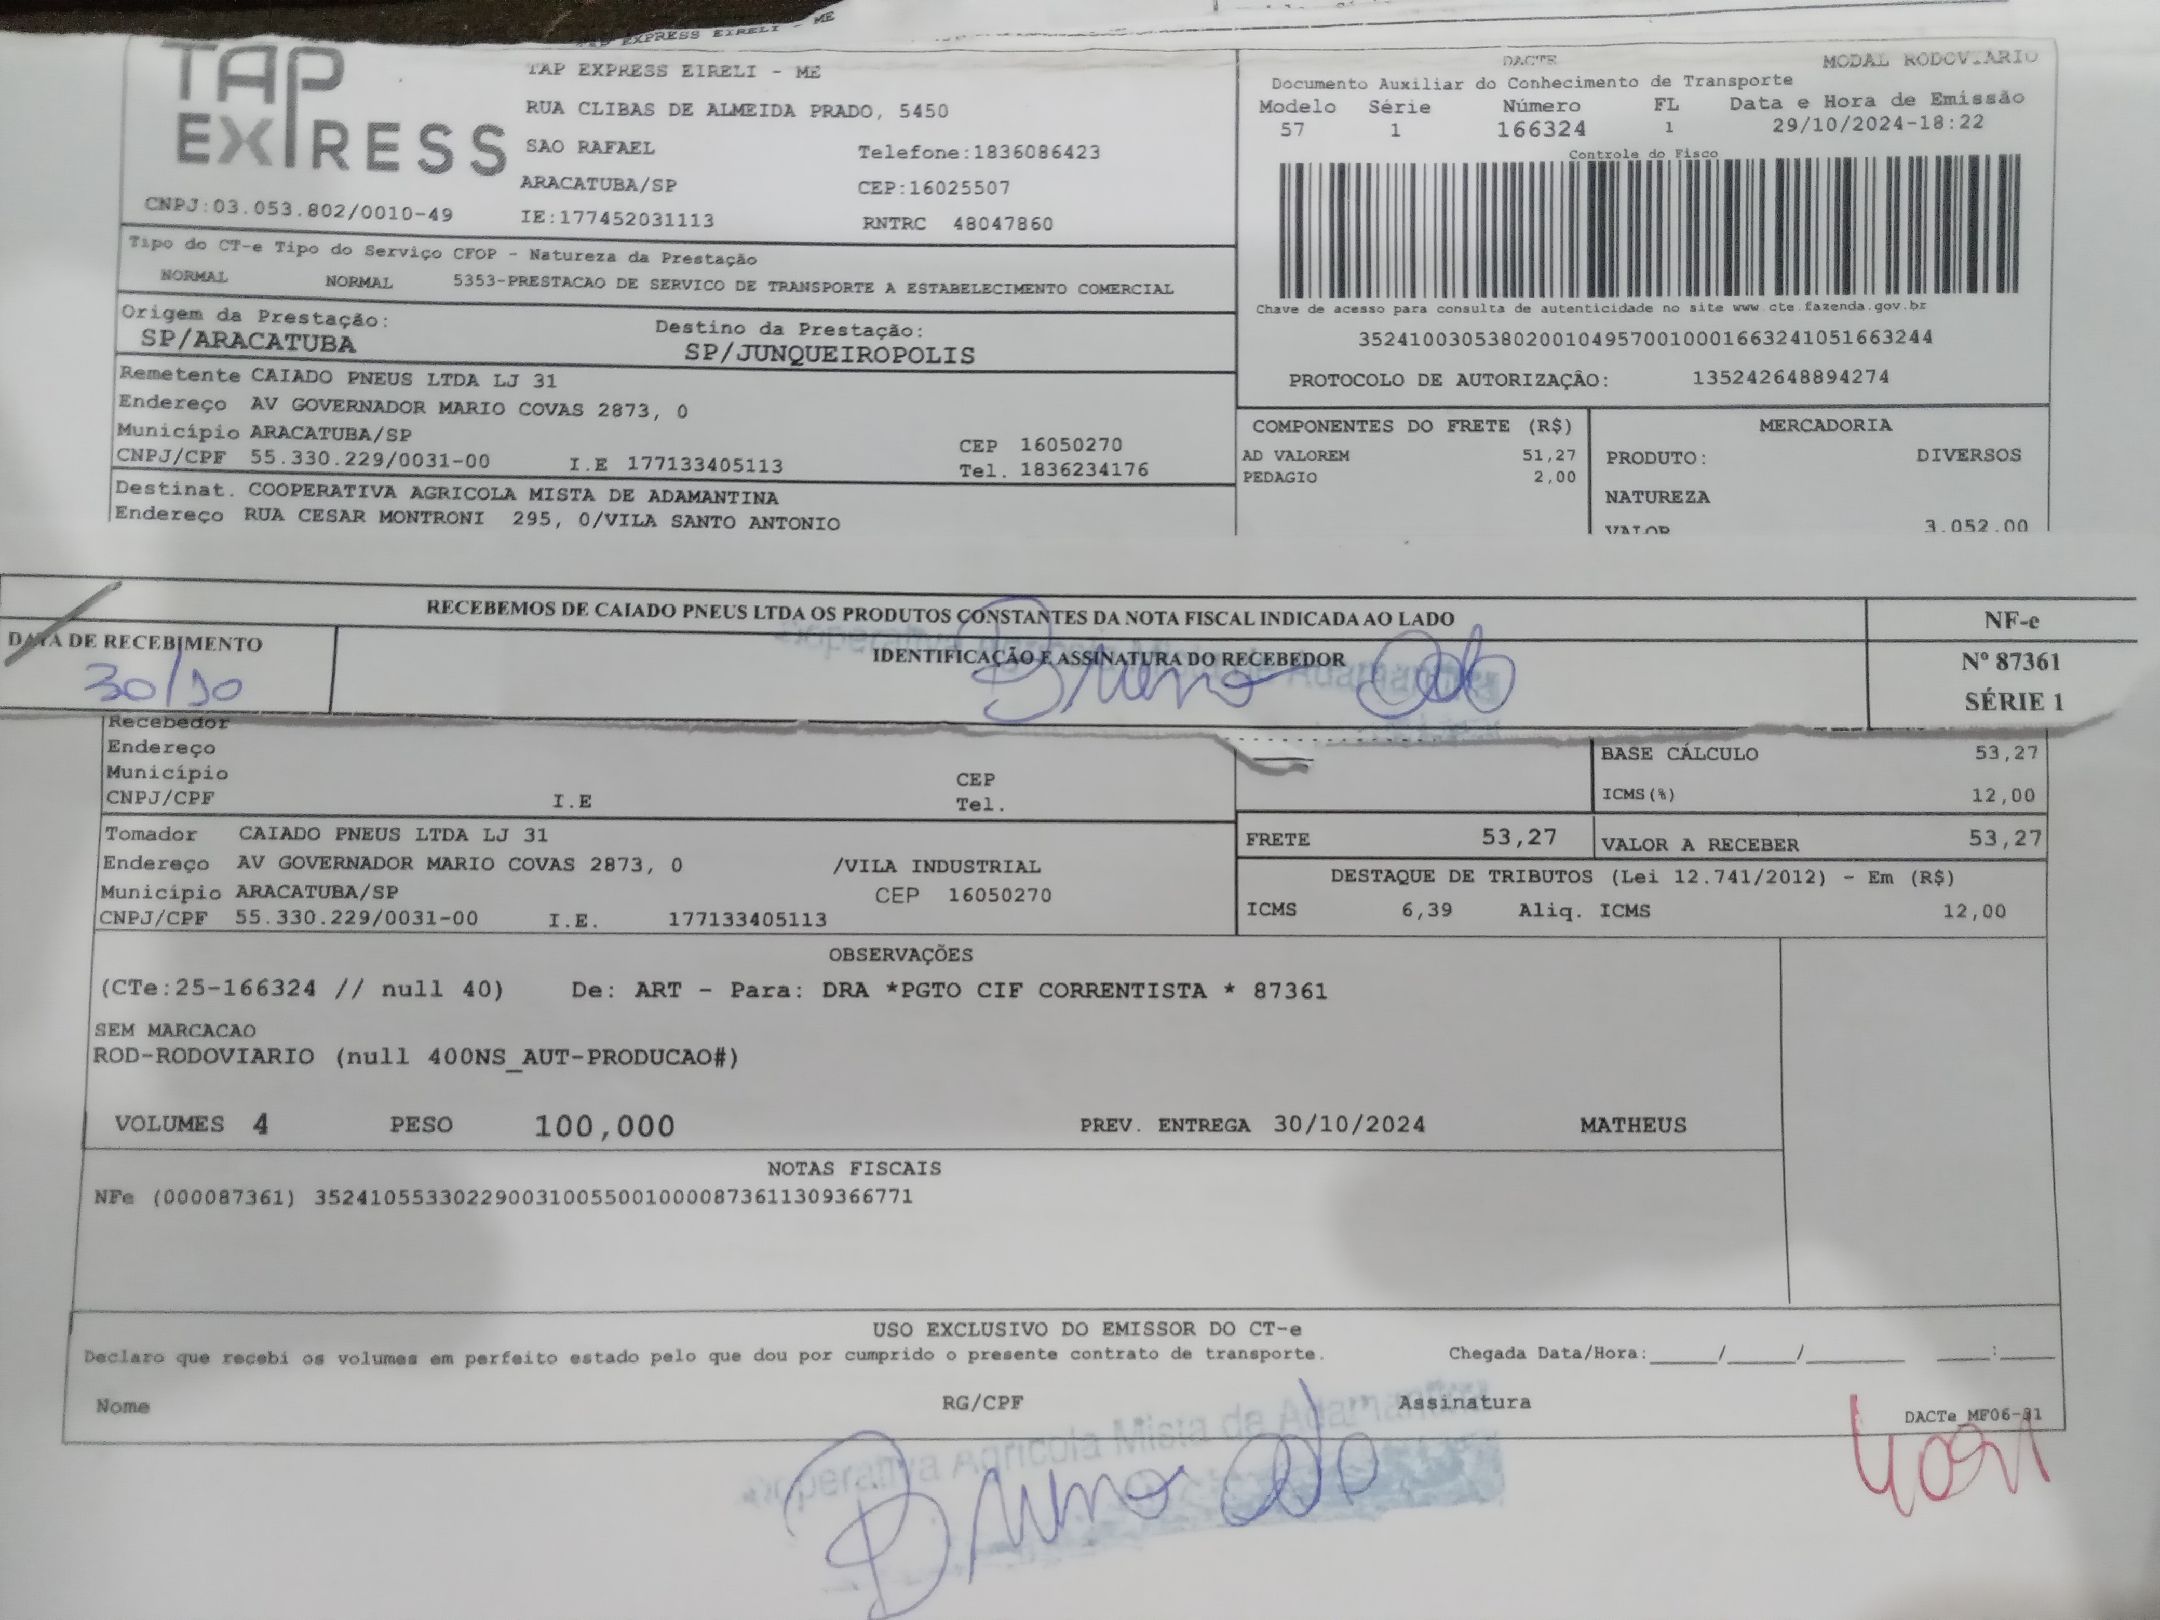 TAP EXPRESS EIRELI - ME
TAP EXPRESS
TAP EXPRESS EIRELI - ME
RUA CLIBAS DE ALMEIDA PRADO, 5450
SAO RAFAEL Telefone:1836086423
ARACATUBA/SP CEP:16025507
CNPJ:03.053.802/0010-49 IE:177452031113 RNTRC 48047860
DACTE MODAL RODOVIARIO
Documento Auxiliar do Conhecimento de Transporte
Modelo Série Número FL Data e Hora de Emissão
57 1 166324 1 29/10/2024-18:22
Controle do Fisco
Chave de acesso para consulta de autenticidade no site www.cte.fazenda.gov.br
35241003053802001049570010001663241051663244
PROTOCOLO DE AUTORIZAÇÃO: 135242648894274
Tipo do CT-e Tipo do Serviço CFOP - Natureza da Prestação
NORMAL NORMAL 5353-PRESTACAO DE SERVICO DE TRANSPORTE A ESTABELECIMENTO COMERCIAL
Origem da Prestação: Destino da Prestação:
SP/ARACATUBA SP/JUNQUEIROPOLIS
Remetente CAIADO PNEUS LTDA LJ 31
Endereço AV GOVERNADOR MARIO COVAS 2873, 0
Município ARACATUBA/SP CEP 16050270
CNPJ/CPF 55.330.229/0031-00 I.E 177133405113 Tel. 1836234176
Destinat. COOPERATIVA AGRICOLA MISTA DE ADAMANTINA
Endereço RUA CESAR MONTRONI 295, 0/VILA SANTO ANTONIO
COMPONENTES DO FRETE (R$) MERCADORIA
AD VALOREM 51,27 PRODUTO: DIVERSOS
PEDAGIO 2,00 NATUREZA
VALOR 3.052.00
RECEBEMOS DE CAIADO PNEUS LTDA OS PRODUTOS CONSTANTES DA NOTA FISCAL INDICADA AO LADO NF-e
DATA DE RECEBIMENTO IDENTIFICAÇÃO E ASSINATURA DO RECEBEDOR Nº 87361
30/10 Bruno SÉRIE 1
Cooperativa Agrícola Mista de Adamantina
Recebedor
Endereço
Município CEP
CNPJ/CPF I.E Tel.
BASE CÁLCULO 53,27
ICMS(%) 12,00
Tomador CAIADO PNEUS LTDA LJ 31
Endereço AV GOVERNADOR MARIO COVAS 2873, 0 /VILA INDUSTRIAL
Município ARACATUBA/SP CEP 16050270
CNPJ/CPF 55.330.229/0031-00 I.E. 177133405113
FRETE 53,27 VALOR A RECEBER 53,27
DESTAQUE DE TRIBUTOS (Lei 12.741/2012) - Em (R$)
ICMS 6,39 Aliq. ICMS 12,00
OBSERVAÇÕES
(CTe:25-166324 // null 40) De: ART - Para: DRA *PGTO CIF CORRENTISTA * 87361
SEM MARCACAO
ROD-RODOVIARIO (null 400NS_AUT-PRODUCAO#)
VOLUMES 4 PESO 100,000 PREV. ENTREGA 30/10/2024 MATHEUS
NOTAS FISCAIS
NFe (000087361) 35241055330229003100550010000873611309366771
USO EXCLUSIVO DO EMISSOR DO CT-e
Declaro que recebi os volumes em perfeito estado pelo que dou por cumprido o presente contrato de transporte. Chegada Data/Hora:_____/_____/_______ ____:____
Nome RG/CPF Assinatura
DACTe MF06-31
Cooperativa Agrícola Mista de Adamantina
Bruno